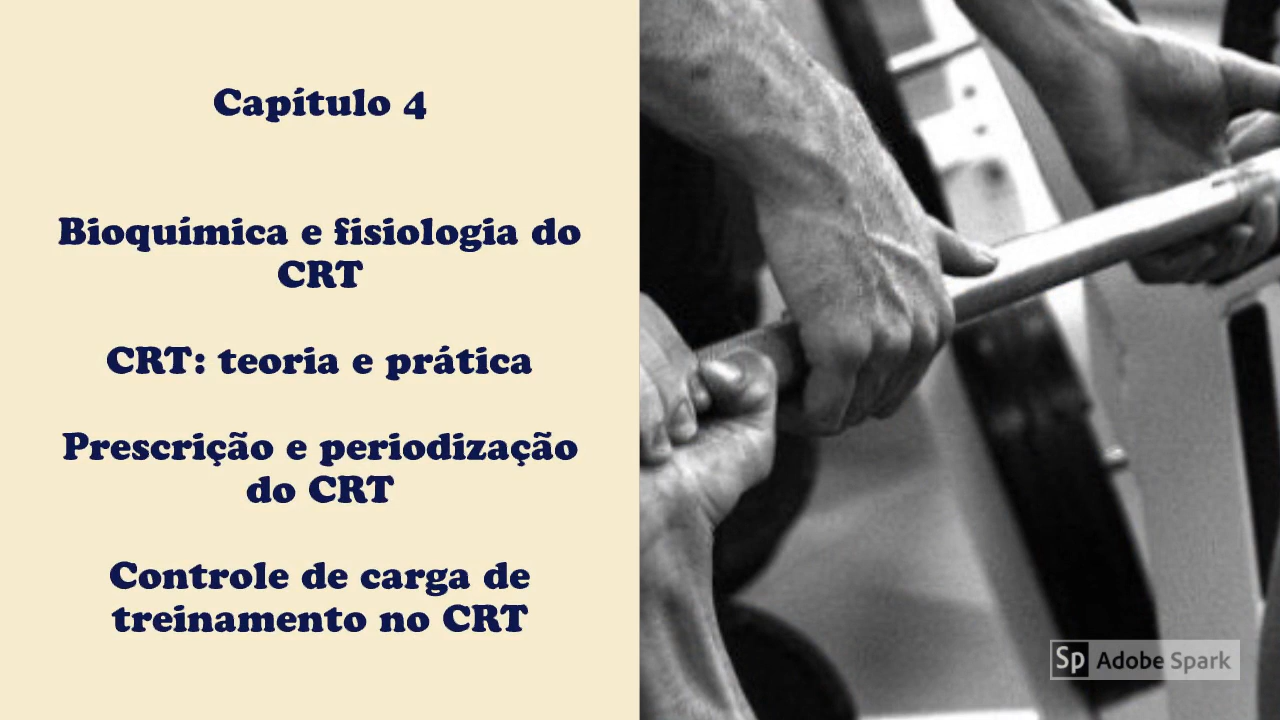 Capítulo 4
Bioquímica e fisiologia do
CRT
CRT: teoria e prática
Prescrição e periodização
do CRT
Controle de carga de
treinamento no CRT
Sp Adobe Spark